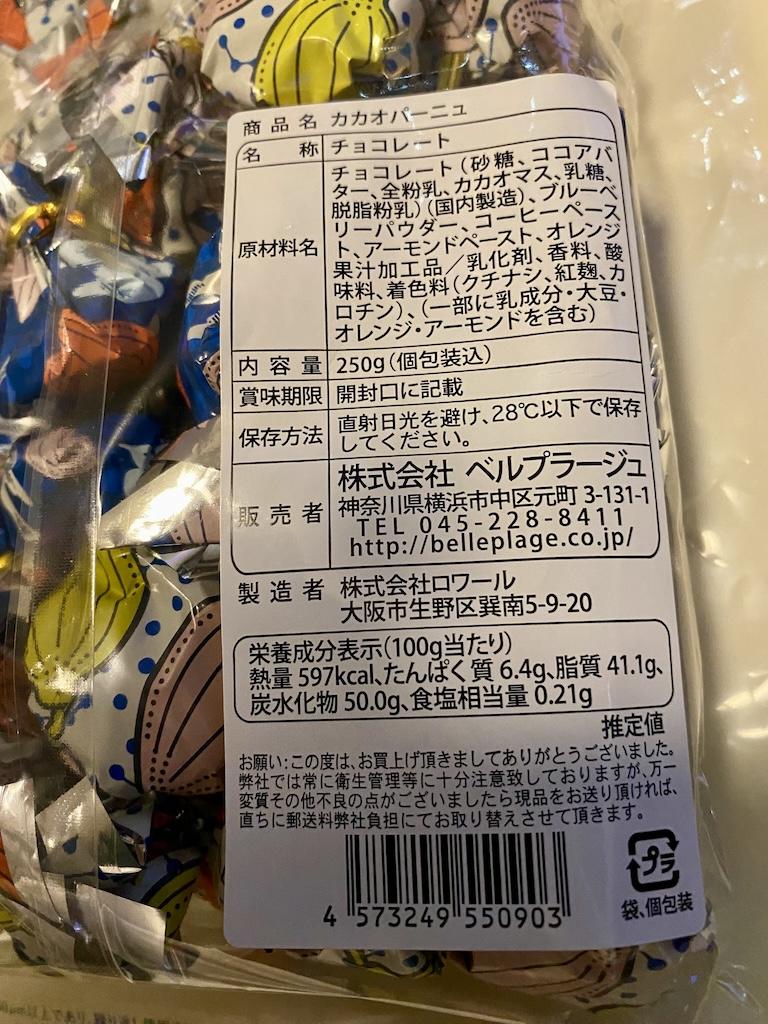 商品名 カカオパーニュ
名称 チョコレート
原材料名
チョコレート(砂糖、ココアバ
ター、全粉乳、カカオマス、乳糖、
脱脂粉乳)(国内製造)、ブルーベ
リーパウダー、コーヒーペース
ト、アーモンドペースト、オレンジ
果汁加工品/乳化剤、香料、酸
味料、着色料(クチナシ、紅麹、カ
ロチン)、(一部に乳成分・大豆・
オレンジ・アーモンドを含む)
内容量 250g(個包装込)
賞味期限 開封口に記載
保存方法 直射日光を避け、28℃以下で保存
してください。
販売者
株式会社 ベルプラージュ
神奈川県横浜市中区元町 3-131-1
TEL 045-228-8411
http://belleplage.co.jp/
製造者 株式会社ロワール
大阪市生野区巽南5-9-20
栄養成分表示(100g当たり)
熱量 597kcal、たんぱく質 6.4g、脂質 41.1g、
炭水化物 50.0g、食塩相当量 0.21g
推定値
お願い:この度は、お買上げ頂きましてありがとうございました。
弊社では常に衛生管理等に十分注意致しておりますが、万一
変質その他不良の点がございましたら現品をお送り頂ければ、
直ちに郵送料弊社負担にてお取り替えさせて頂きます。
プラ
袋、個包装
4 573249 550903